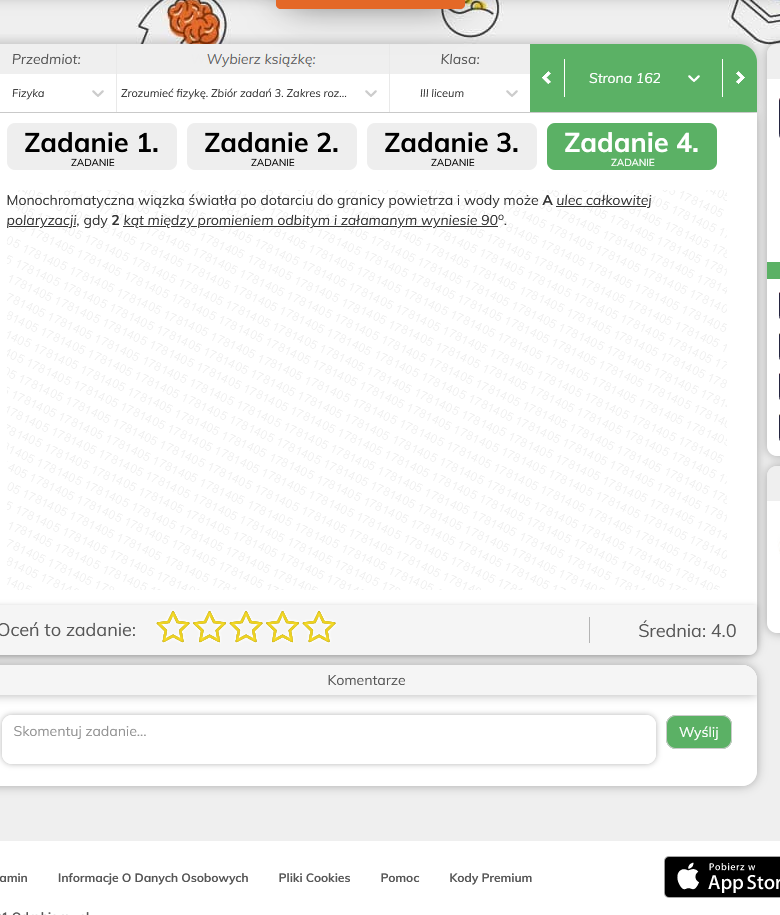 Przedmiot: Wybierz książkę: Klasa:
Fizyka Zrozumieć fizykę. Zbiór zadań 3. Zakres roz... III liceum Strona 162
Zadanie 1. Zadanie 2. Zadanie 3. Zadanie 4.
ZADANIE ZADANIE ZADANIE ZADANIE
Monochromatyczna wiązka światła po dotarciu do granicy powietrza i wody może A ulec całkowitej
polaryzacji, gdy 2 kąt między promieniem odbitym i załamanym wyniesie 90°.
1781405
Oceń to zadanie: Średnia: 4.0
Komentarze
Skomentuj zadanie... Wyślij
Informacje O Danych Osobowych Pliki Cookies Pomoc Kody Premium
Pobierz w
App Stor